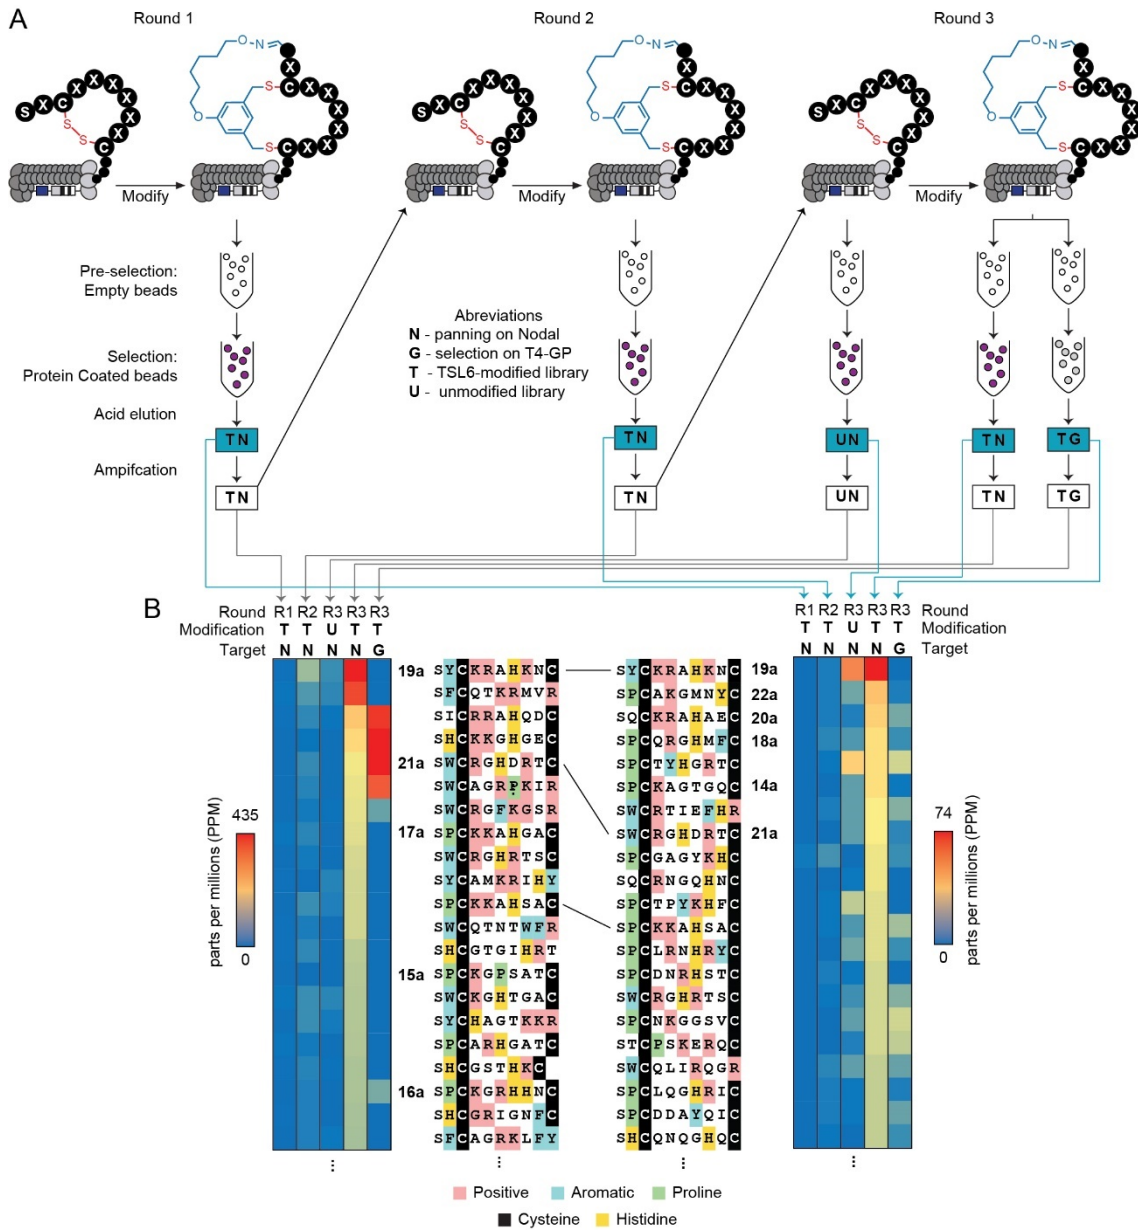 A
Round 1
Round 2
Round 3
O N
S X C X X X X X X X C
S S
X C X X X X X X X C
S
S
O
Modify
O N
S X C X X X X X X X C
S S
X C X X X X X X X C
S
S
O
Modify
O N
S X C X X X X X X X C
S S
X C X X X X X X X C
S
S
O
Modify
Pre-selection:
Empty beads
Selection:
Protein Coated beads
Acid elution
Ampifcation
Abreviations
N - panning on Nodal
G - selection on T4-GP
T - TSL6-modified library
U - unmodified library
TN TN UN TN TG
TN TN UN TN TG
B
Round R1 R2 R3 R3 R3
Modification T T U T T
Target N N N N G
R1 R2 R3 R3 R3 Round
T T U T T Modification
N N N N G Target
19a SYCKRAHKNC
SFCQTKRMVR
SICRRAHQDC
SHCKKGHGEC
21a SWCRGHDRTC
SWCAGRPKIR
SWCRGFKGSR
17a SPCKKAHGAC
SWCRGHRTSC
SYCAMKRIHY
SPCKKAHSAC
SWCQTNTWFR
SHCGTGIHRT
15a SPCKGPSATC
SWCKGHTGAC
SYCHAGTKKR
SPCARHGATC
SHCGSTHKC
16a SPCKGRHHNC
SHCGRIGNFC
SFCAGRKLFY
SYCKRAHKNC 19a
SPCAKGMNYC 22a
SQCKRAHAEC 20a
SPCQRGHMFC 18a
SPCTYHGRTC
SPCKAGTGQC 14a
SWCRTIEFHR
SWCRGHDRTC 21a
SPCGAGYKHC
SQCRNGQHNC
SPCTPYKHFC
SPCKKAHSAC
SPCLRNHRYC
SPCDNRHSTC
SWCRGHRTSC
SPCNKGGSVC
STCPSKERQC
SWCQLIRQGR
SPCLQGHRIC
SPCDDAYQIC
SHCQNQGHQC
435
0
parts per millions (PPM)
74
0
parts per millions (PPM)
Positive
Aromatic
Proline
Cysteine
Histidine